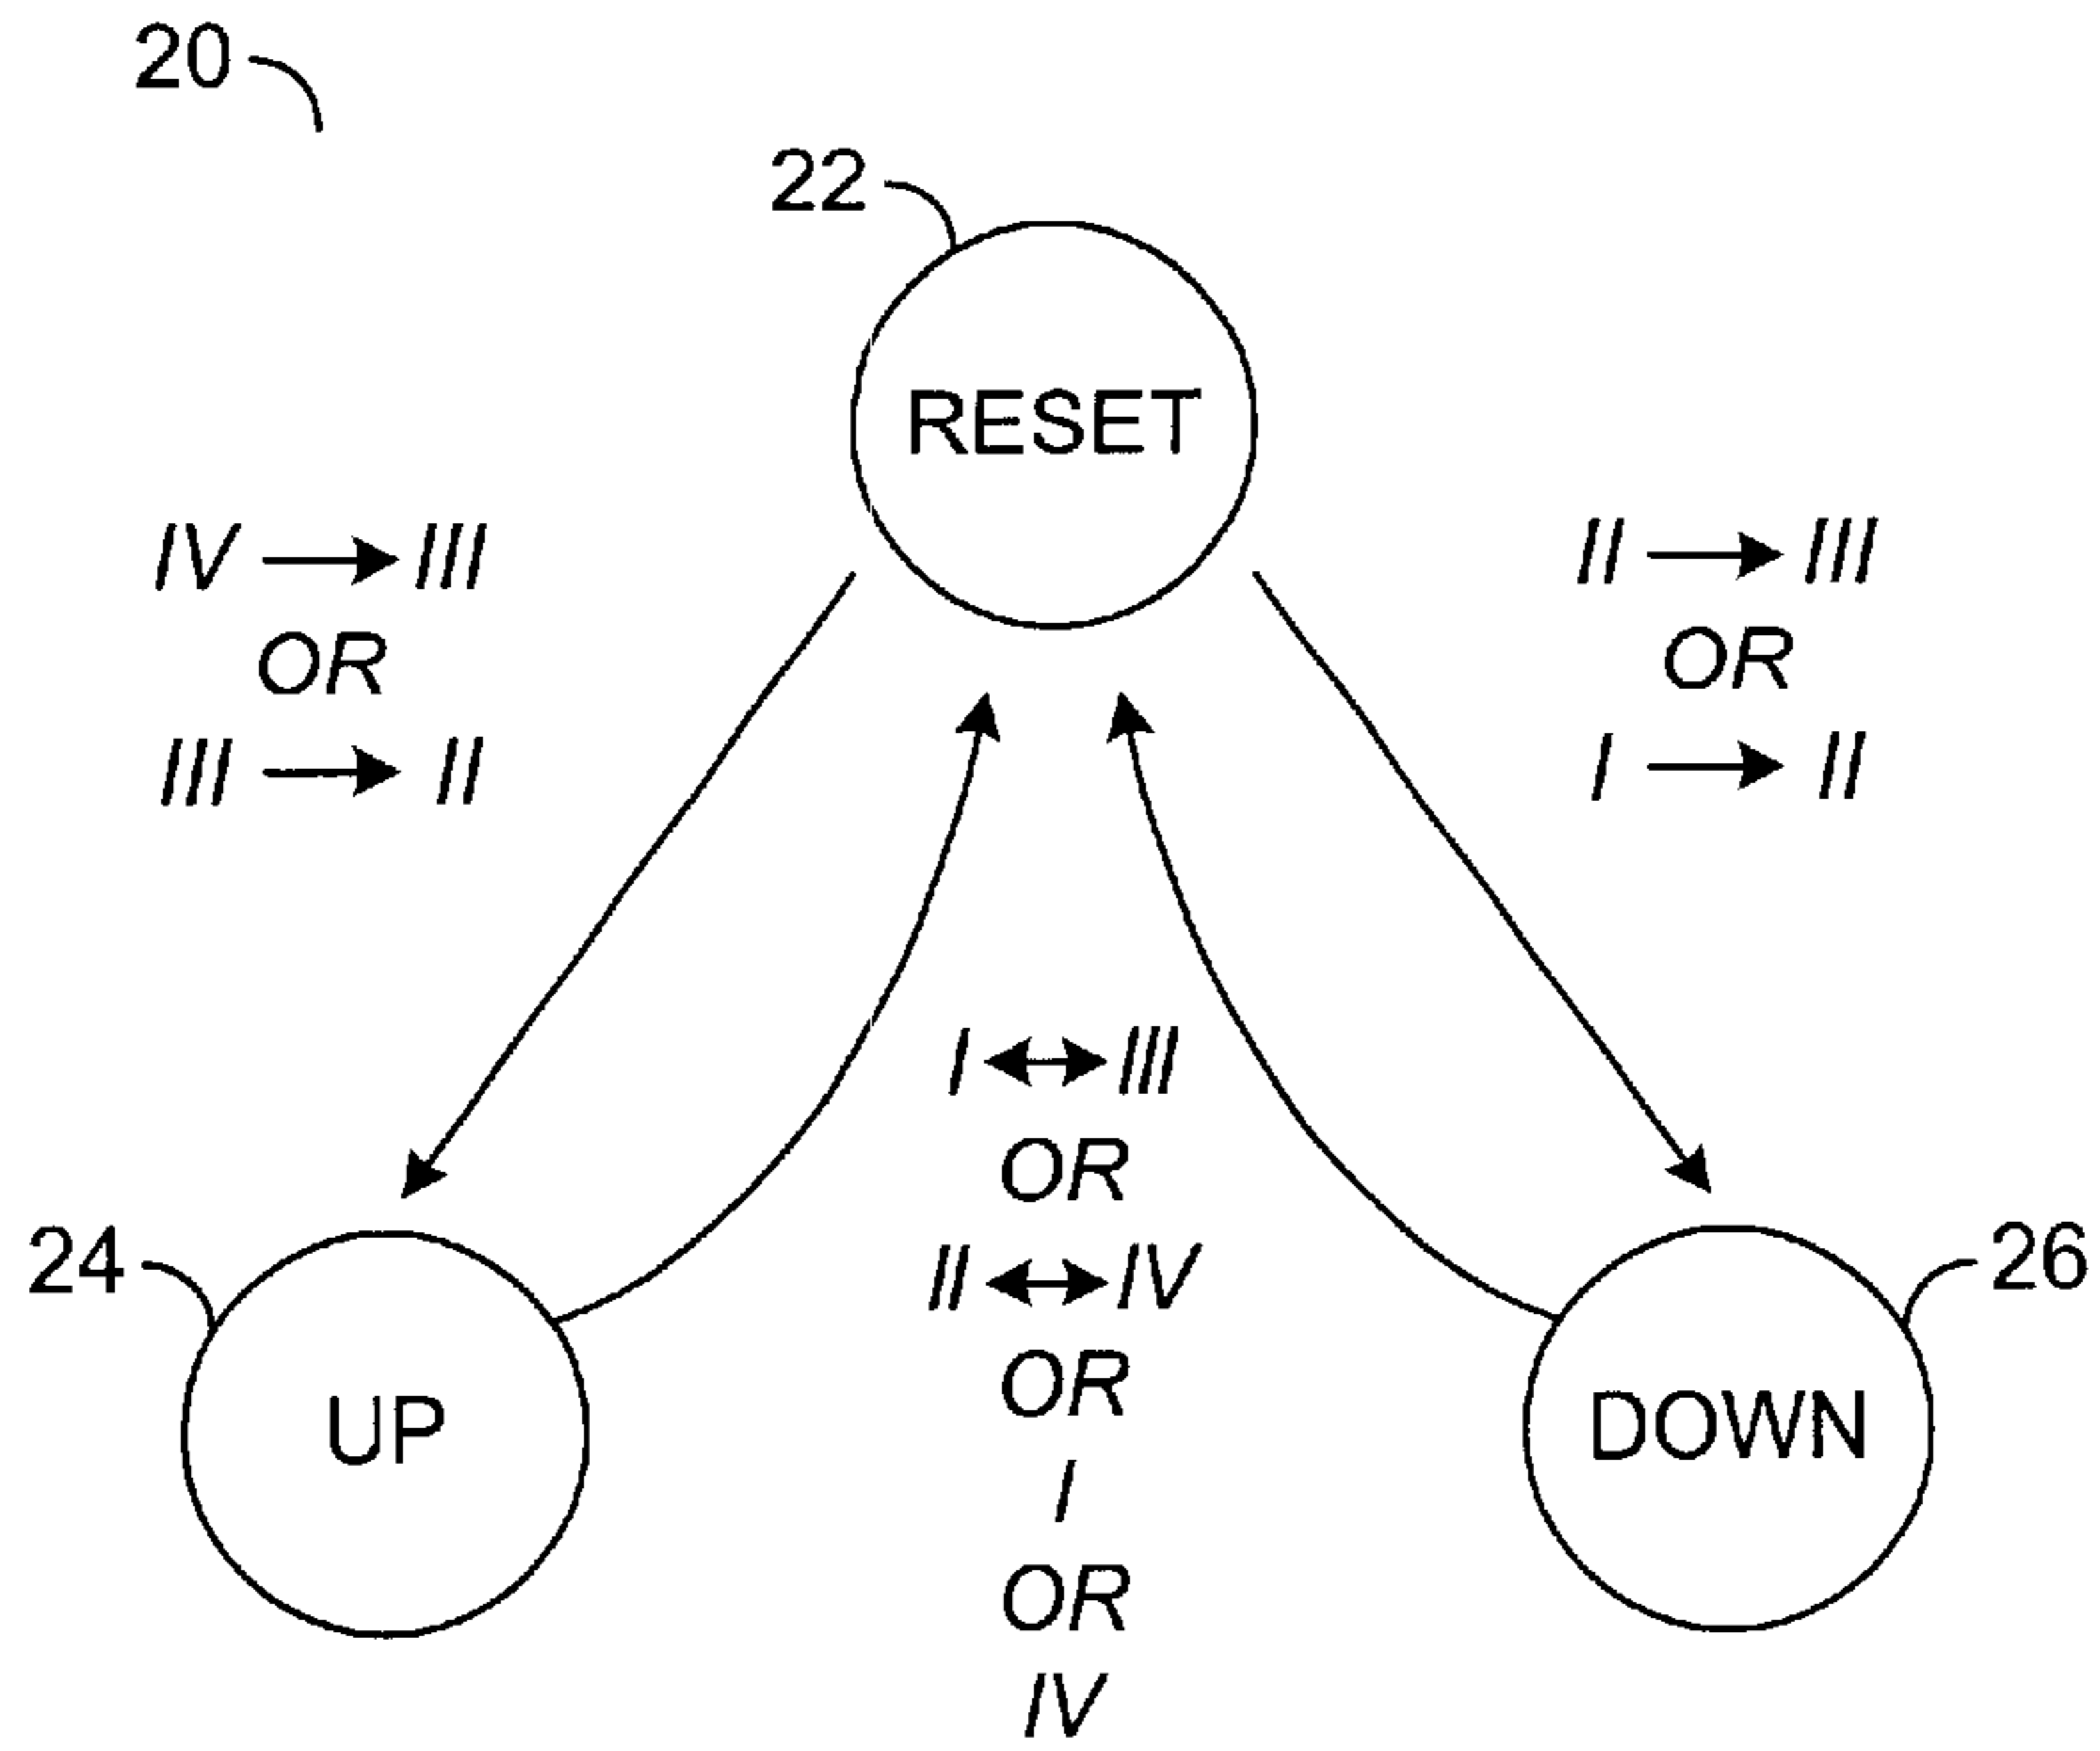 20
22
RESET
IV → III
OR
III → II
II → III
OR
I → II
I ↔ III
OR
II ↔ IV
OR
I
OR
IV
24
UP
26
DOWN